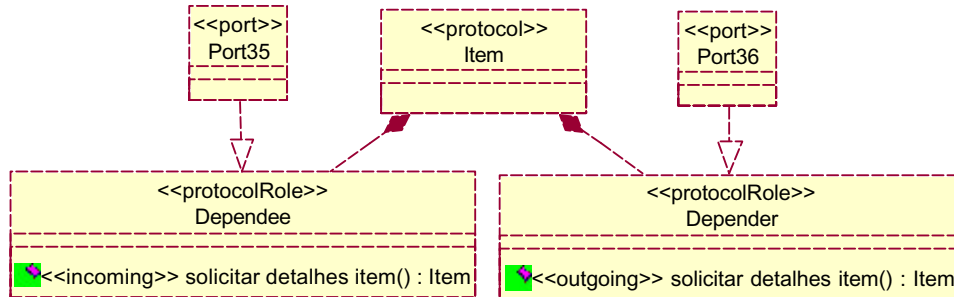 <<port>>
Port35
<<protocol>>
Item
<<port>>
Port36
<<protocolRole>>
Dependee
<<incoming>> solicitar detalhes item() : Item
<<protocolRole>>
Depender
<<outgoing>> solicitar detalhes item() : Item